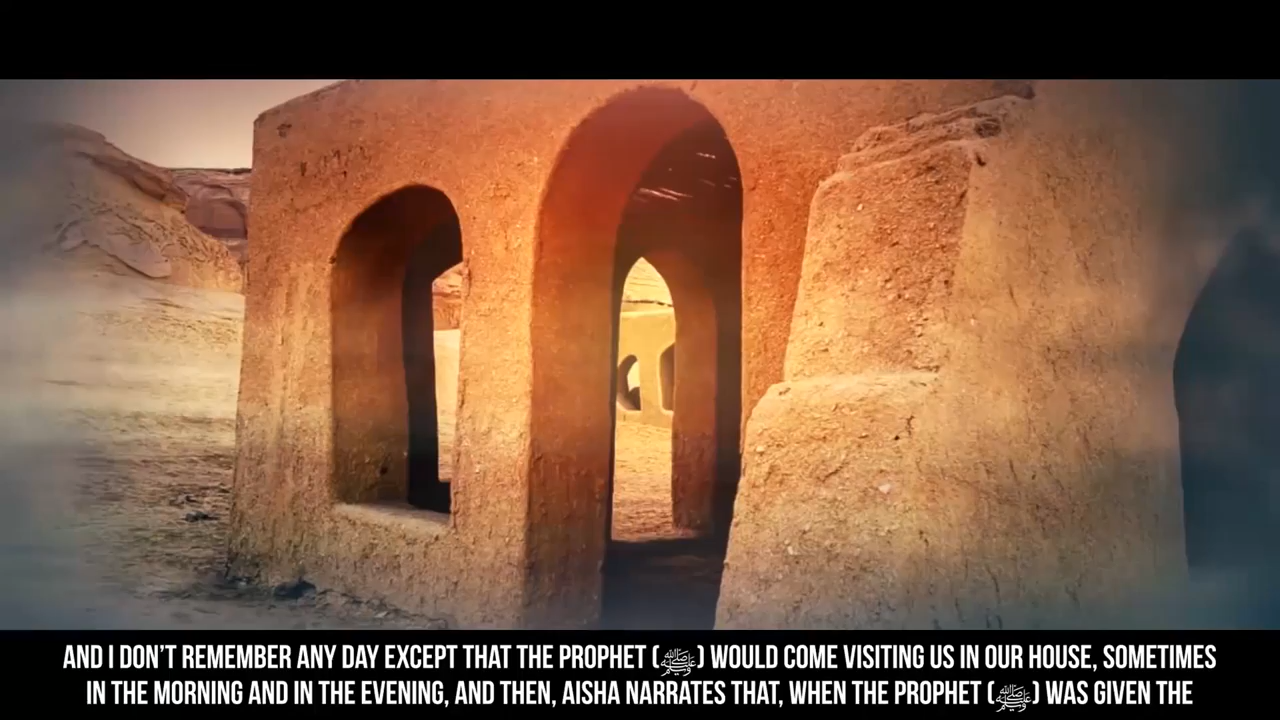 AND I DON'T REMEMBER ANY DAY EXCEPT THAT THE PROPHET (ﷺ) WOULD COME VISITING US IN OUR HOUSE, SOMETIMES
IN THE MORNING AND IN THE EVENING, AND THEN, AISHA NARRATES THAT, WHEN THE PROPHET (ﷺ) WAS GIVEN THE